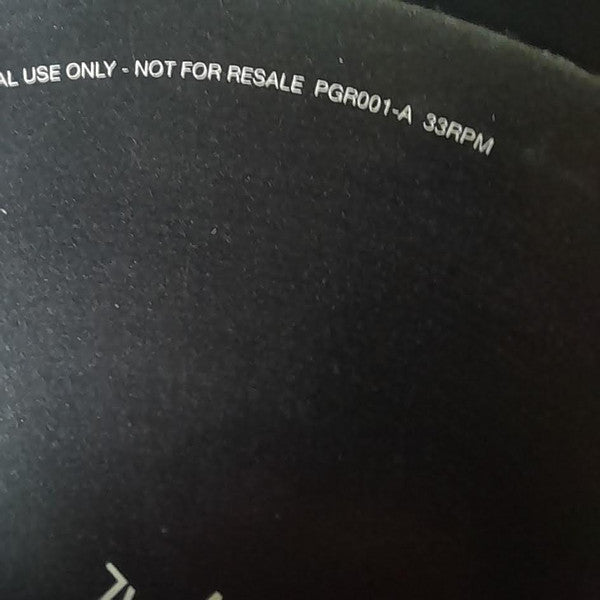 AL USE ONLY - NOT FOR RESALE PGR001-A 33RPM